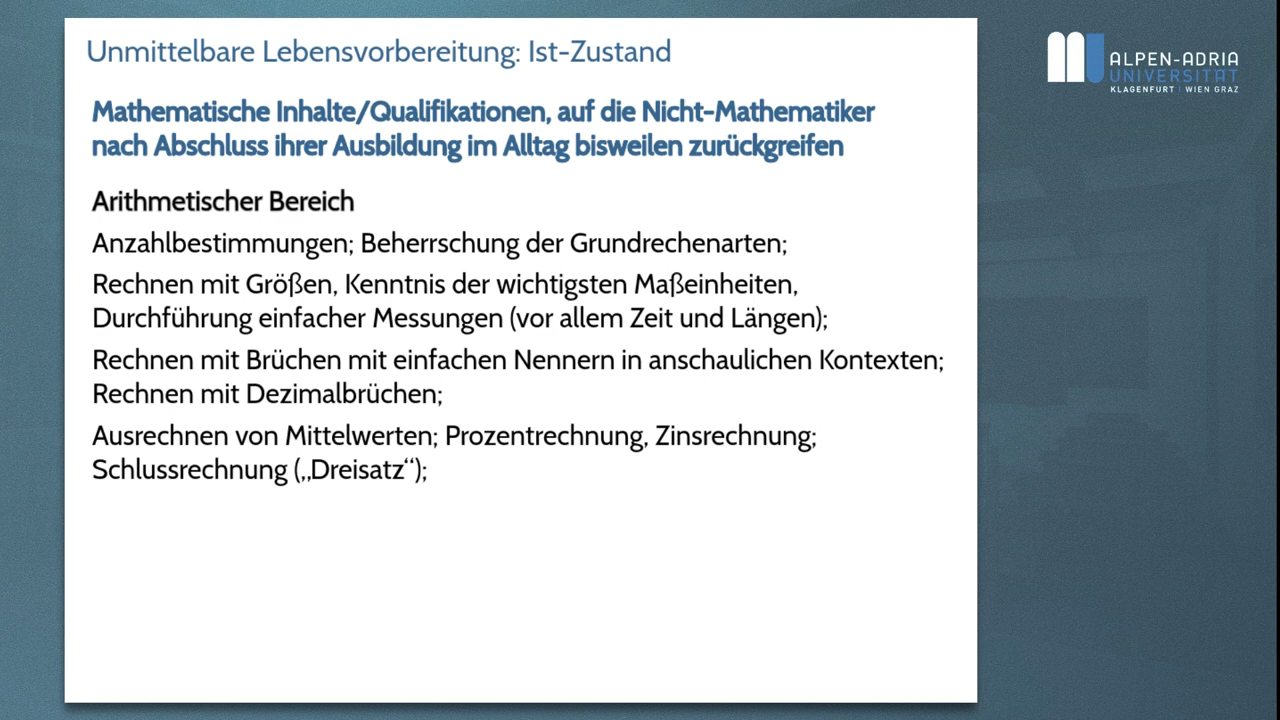 Unmittelbare Lebensvorbereitung: Ist-Zustand
Mathematische Inhalte/Qualifikationen, auf die Nicht-Mathematiker
nach Abschluss ihrer Ausbildung im Alltag bisweilen zurückgreifen
Arithmetischer Bereich
Anzahlbestimmungen; Beherrschung der Grundrechenarten;
Rechnen mit Größen, Kenntnis der wichtigsten Maßeinheiten,
Durchführung einfacher Messungen (vor allem Zeit und Längen);
Rechnen mit Brüchen mit einfachen Nennern in anschaulichen Kontexten;
Rechnen mit Dezimalbrüchen;
Ausrechnen von Mittelwerten; Prozentrechnung, Zinsrechnung;
Schlussrechnung („Dreisatz“);
ALPEN-ADRIA
UNIVERSITÄT
KLAGENFURT | WIEN GRAZ